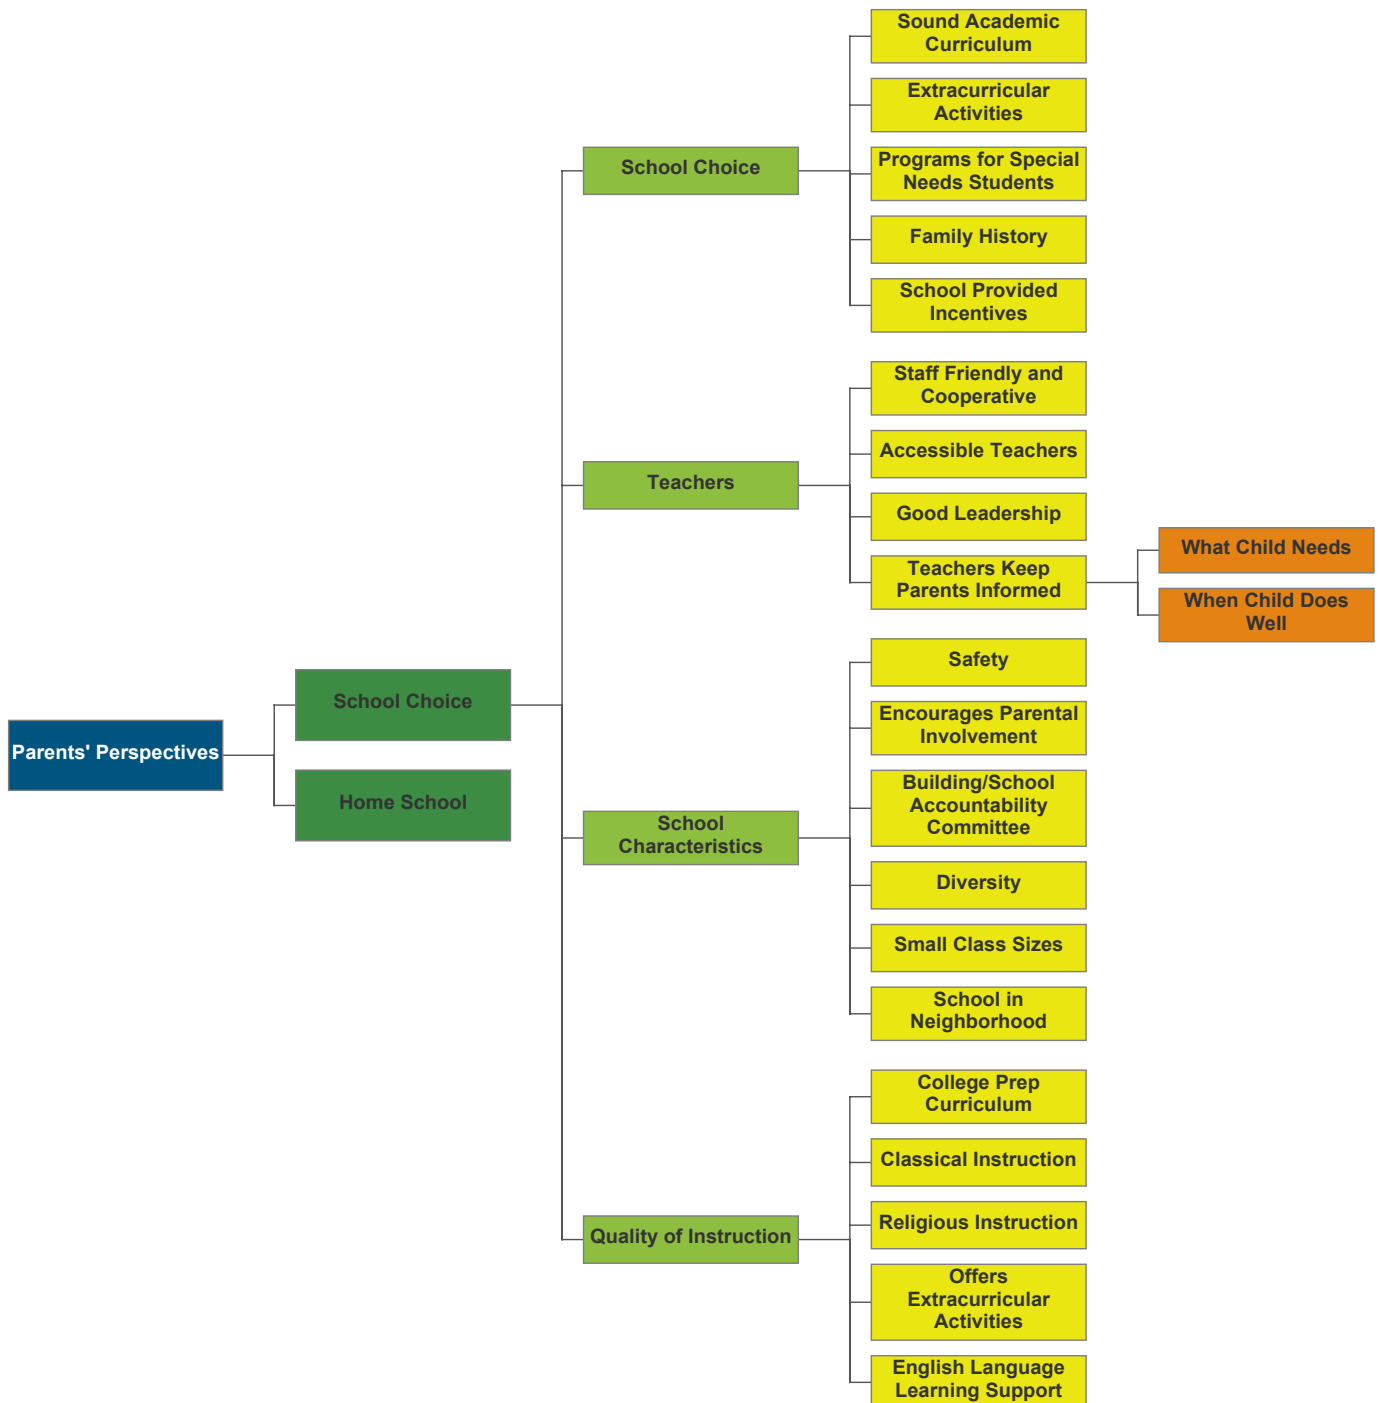 Parents' Perspectives
School Choice
Home School
School Choice
Sound Academic
Curriculum
Extracurricular
Activities
Programs for Special
Needs Students
Family History
School Provided
Incentives
Teachers
Staff Friendly and
Cooperative
Accessible Teachers
Good Leadership
Teachers Keep
Parents Informed
What Child Needs
When Child Does
Well
School
Characteristics
Safety
Encourages Parental
Involvement
Building/School
Accountability
Committee
Diversity
Small Class Sizes
School in
Neighborhood
Quality of Instruction
College Prep
Curriculum
Classical Instruction
Religious Instruction
Offers
Extracurricular
Activities
English Language
Learning Support